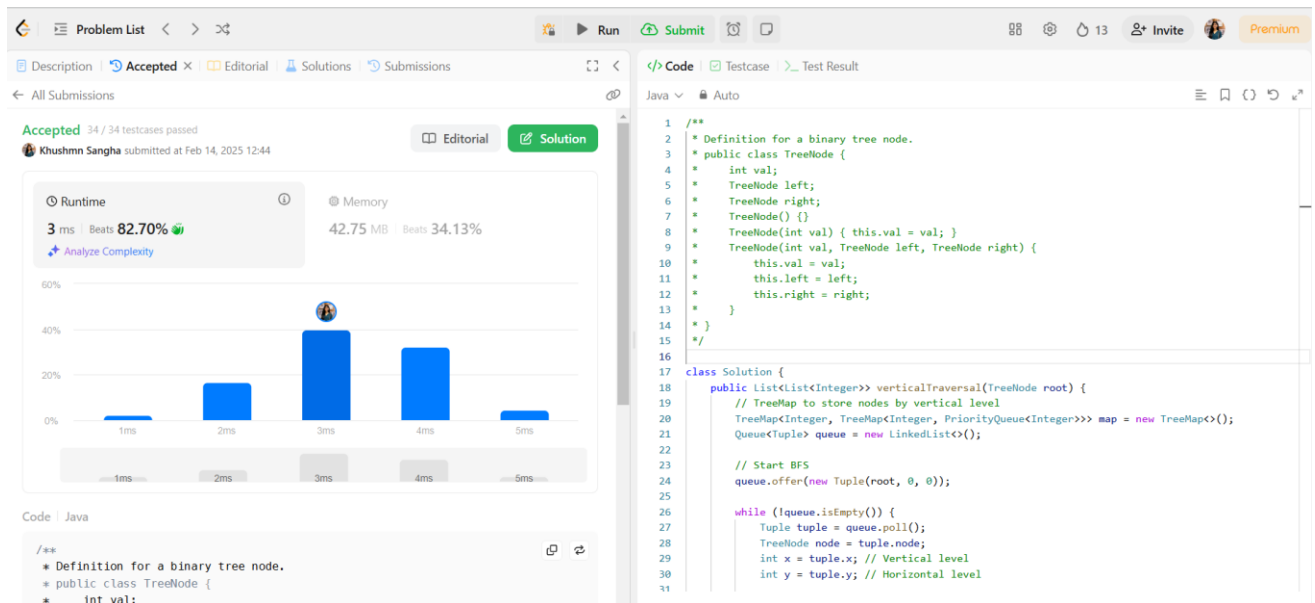 Problem List
Run
Submit
13
Invite
Premium
Description
Accepted
Editorial
Solutions
Submissions
All Submissions
Accepted 34 / 34 testcases passed
Khushmn Sangha submitted at Feb 14, 2025 12:44
Editorial
Solution
Runtime
3 ms Beats 82.70%
Analyze Complexity
Memory
42.75 MB Beats 34.13%
60%
40%
20%
0%
1ms 2ms 3ms 4ms 5ms
1ms 2ms 3ms 4ms 5ms
Code Java
/**
* Definition for a binary tree node.
* public class TreeNode {
*     int val;
</> Code
Testcase
>_ Test Result
Java
Auto
1 /**
2 * Definition for a binary tree node.
3 * public class TreeNode {
4 *     int val;
5 *     TreeNode left;
6 *     TreeNode right;
7 *     TreeNode() {}
8 *     TreeNode(int val) { this.val = val; }
9 *     TreeNode(int val, TreeNode left, TreeNode right) {
10 *         this.val = val;
11 *         this.left = left;
12 *         this.right = right;
13 *     }
14 * }
15 */
16
17 class Solution {
18     public List<List<Integer>> verticalTraversal(TreeNode root) {
19         // TreeMap to store nodes by vertical level
20         TreeMap<Integer, TreeMap<Integer, PriorityQueue<Integer>>> map = new TreeMap<>();
21         Queue<Tuple> queue = new LinkedList<>();
22
23         // Start BFS
24         queue.offer(new Tuple(root, 0, 0));
25
26         while (!queue.isEmpty()) {
27             Tuple tuple = queue.poll();
28             TreeNode node = tuple.node;
29             int x = tuple.x; // Vertical level
30             int y = tuple.y; // Horizontal level
31